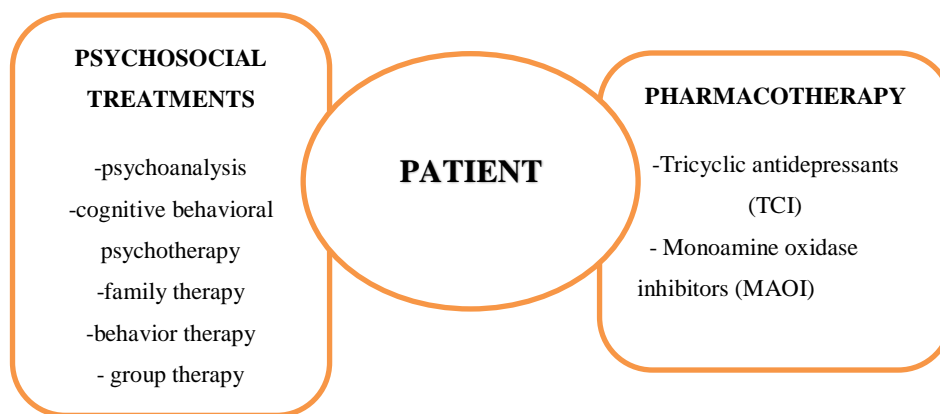 PSYCHOSOCIAL
TREATMENTS
-psychoanalysis
-cognitive behavioral
psychotherapy
-family therapy
-behavior therapy
- group therapy
PATIENT
PHARMACOTHERAPY
-Tricyclic antidepressants
(TCI)
- Monoamine oxidase
inhibitors (MAOI)